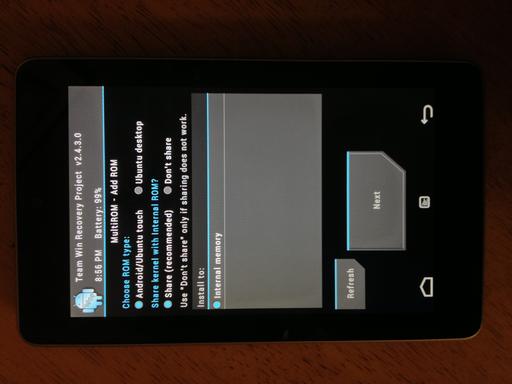 Team Win Recovery Project v2.4.3.0
8:56 PM Battery: 99%
MultiROM - Add ROM
Choose ROM type:
Android/Ubuntu touch Ubuntu desktop
Share kernel with Internal ROM?
Share (recommended) Don't share
Use "Don't share" only if sharing does not work.
Install to:
Internal memory
Refresh
Next